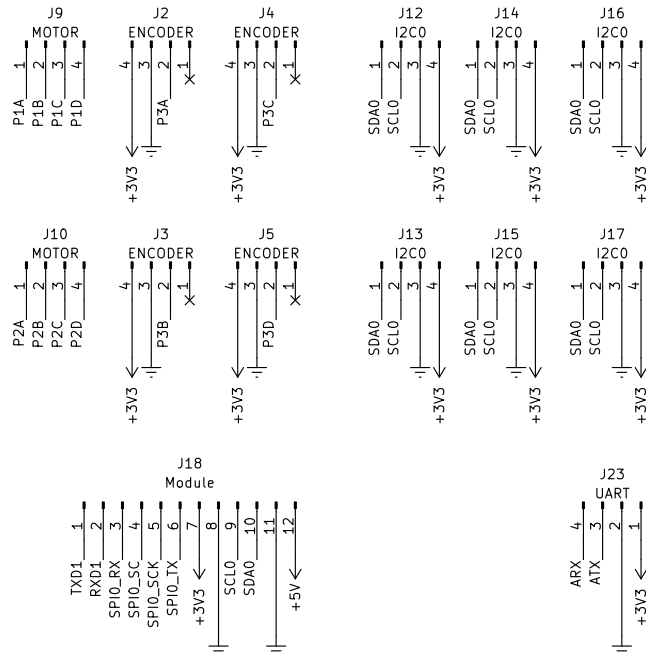 J9
MOTOR
1 2 3 4
P1A P1B P1C P1D
J2
ENCODER
4 3 2 1
P3A
+3V3
J4
ENCODER
4 3 2 1
P3C
+3V3
J12
I2C0
1 2 3 4
SDA0 SCL0
+3V3
J14
I2C0
1 2 3 4
SDA0 SCL0
+3V3
J16
I2C0
1 2 3 4
SDA0 SCL0
+3V3
J10
MOTOR
1 2 3 4
P2A P2B P2C P2D
J3
ENCODER
4 3 2 1
P3B
+3V3
J5
ENCODER
4 3 2 1
P3D
+3V3
J13
I2C0
1 2 3 4
SDA0 SCL0
+3V3
J15
I2C0
1 2 3 4
SDA0 SCL0
+3V3
J17
I2C0
1 2 3 4
SDA0 SCL0
+3V3
J18
Module
1 2 3 4 5 6 7 8 9 10 11 12
TXD1 RXD1 SPI0_RX SPI0_SC SPI0_SCK SPI0_TX +3V3 SCL0 SDA0 +5V
J23
UART
4 3 2 1
ARX ATX
+3V3